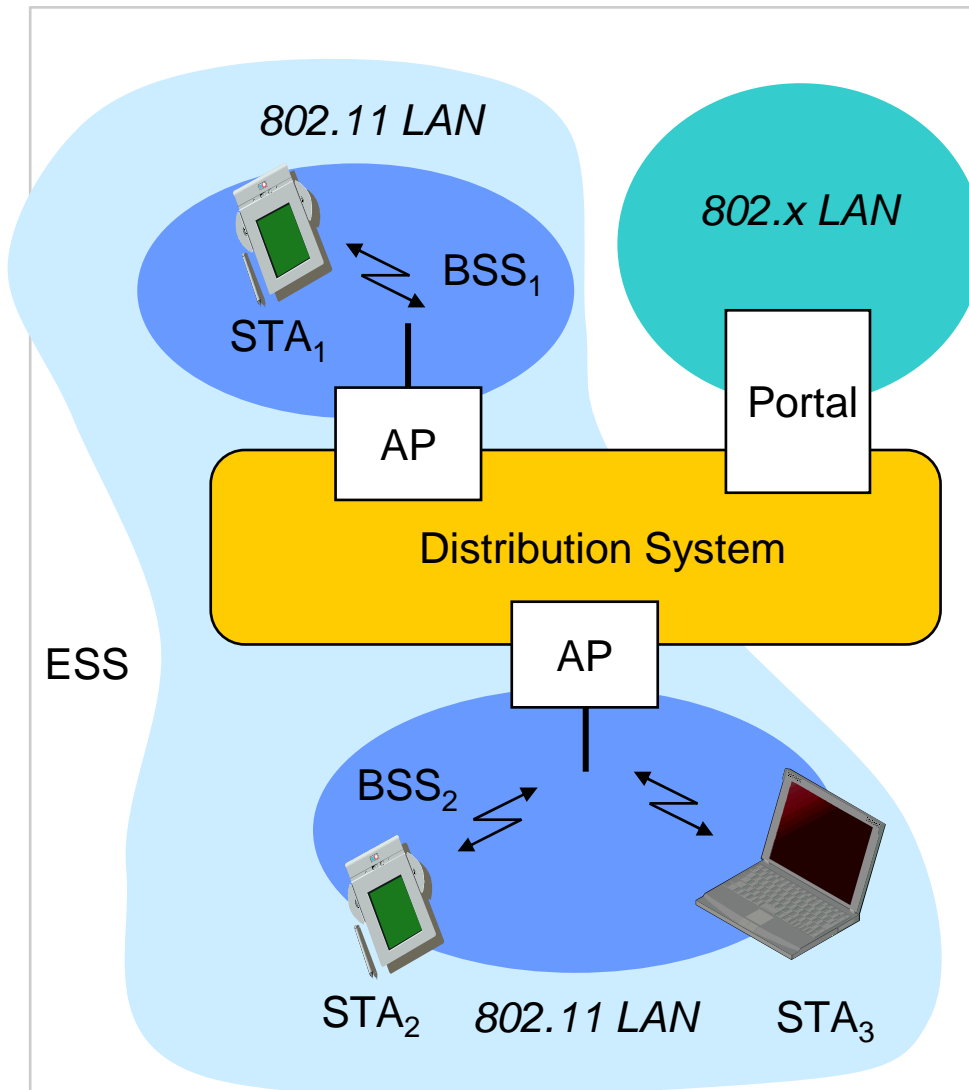 802.11 LAN
802.x LAN
BSS₁
STA₁
Portal
AP
Distribution System
AP
ESS
BSS₂
STA₂
802.11 LAN
STA₃